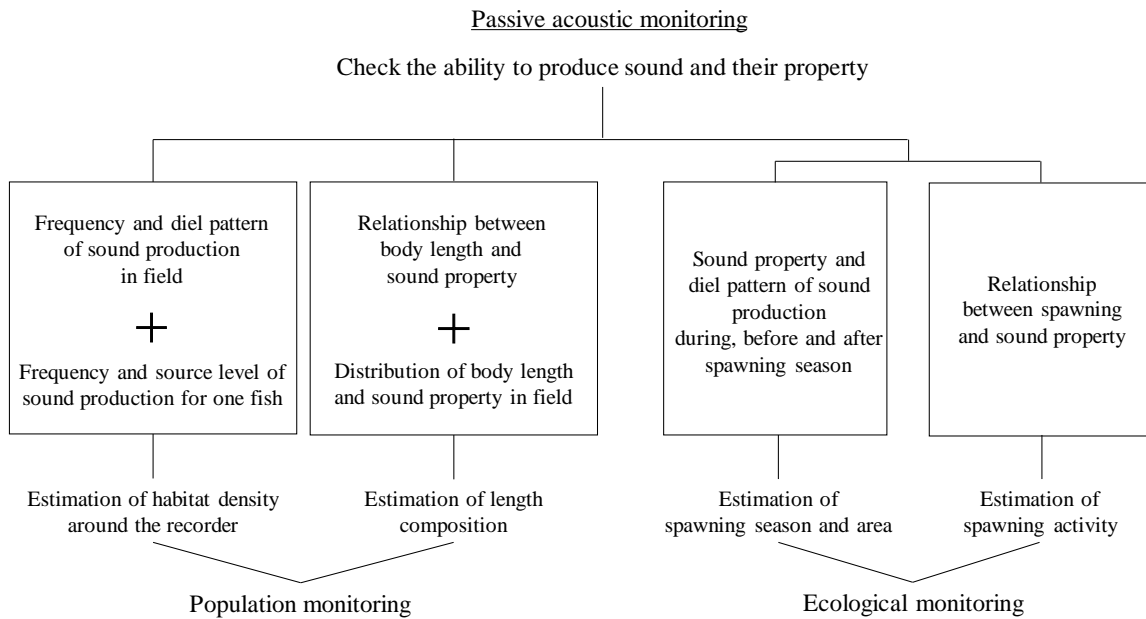 Passive acoustic monitoring
Check the ability to produce sound and their property
Frequency and diel pattern
of sound production
in field
+
Frequency and source level of
sound production for one fish
Relationship between
body length and
sound property
+
Distribution of body length
and sound property in field
Sound property and
diel pattern of sound
production
during, before and after
spawning season
Relationship
between spawning
and sound property
Estimation of habitat density
around the recorder
Estimation of length
composition
Estimation of
spawning season and area
Estimation of
spawning activity
Population monitoring
Ecological monitoring